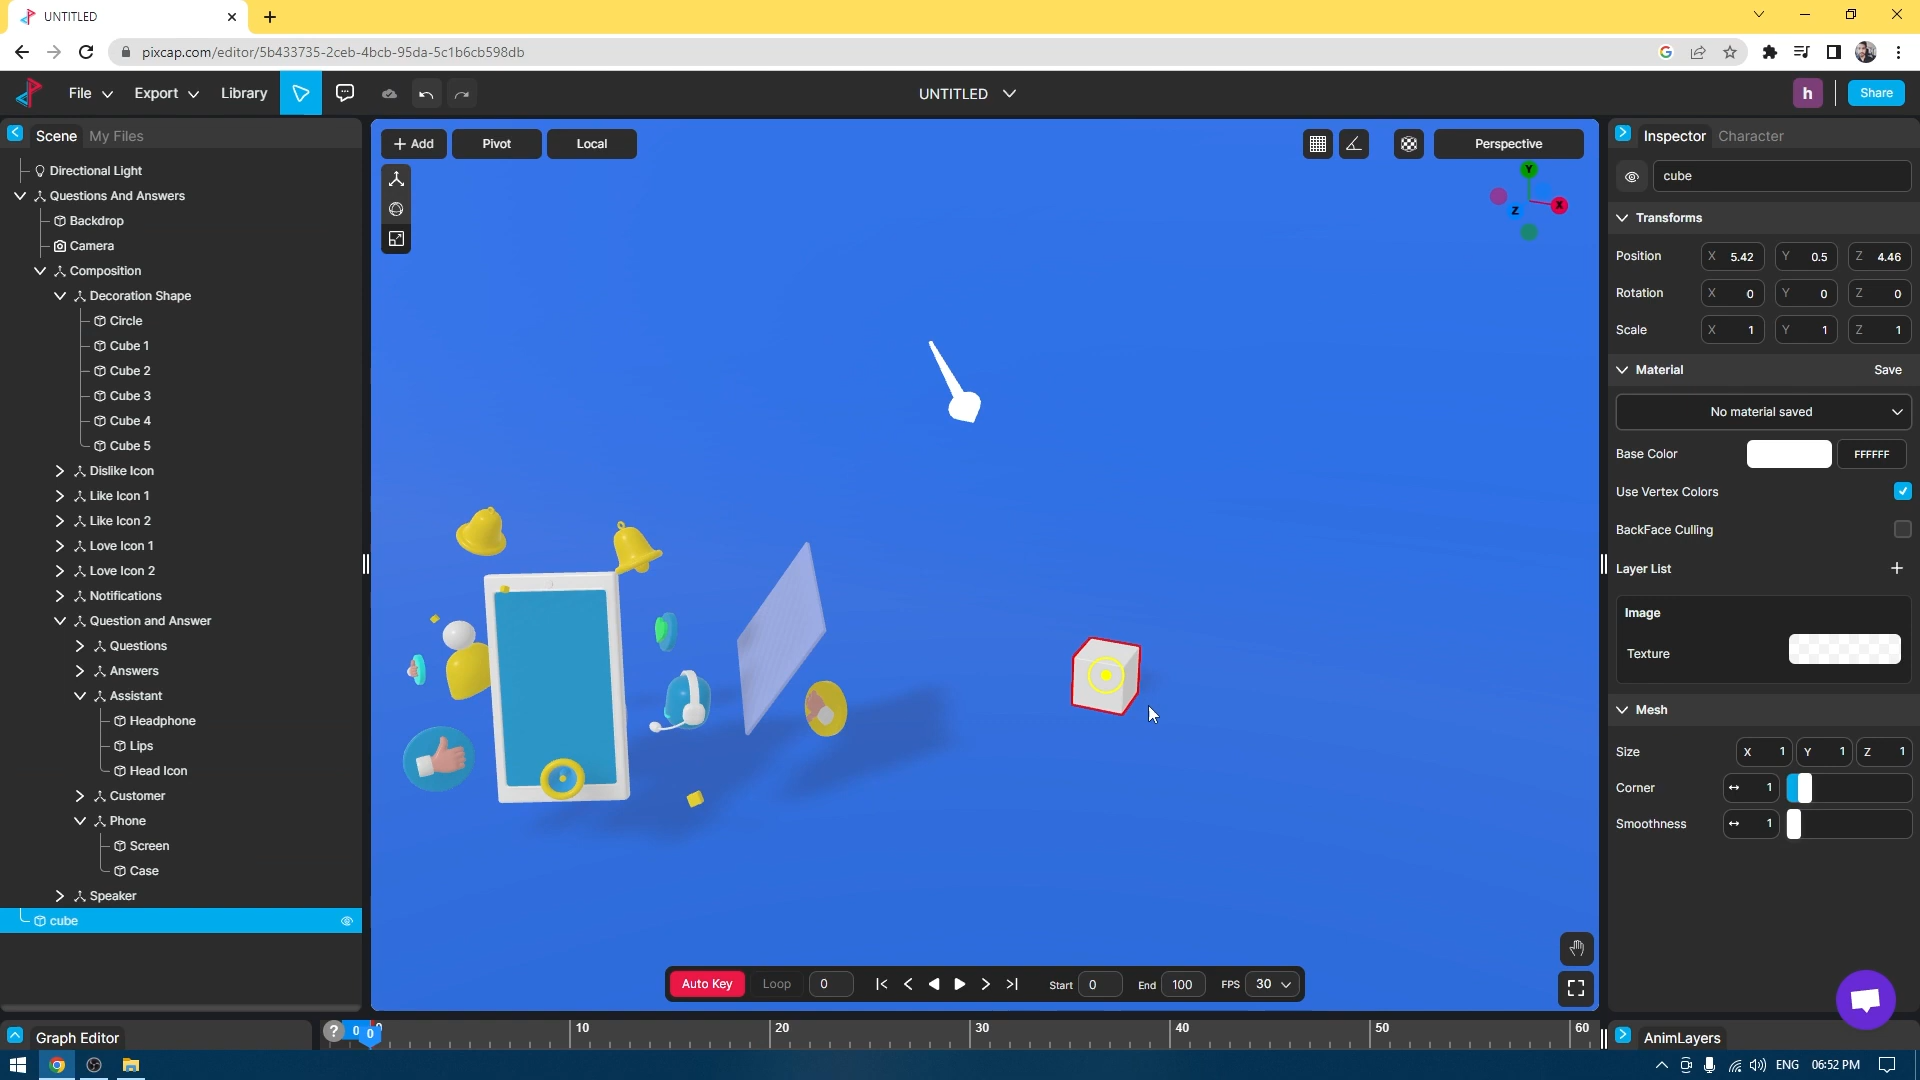 UNTITLED
pixcap.com/editor/5b433735-2ceb-4bcb-95da-5c1b6cb598db
File
Export
Library
UNTITLED
h
Share
Scene
My Files
Directional Light
Questions And Answers
Backdrop
Camera
Composition
Decoration Shape
Circle
Cube 1
Cube 2
Cube 3
Cube 4
Cube 5
Dislike Icon
Like Icon 1
Like Icon 2
Love Icon 1
Love Icon 2
Notifications
Question and Answer
Questions
Answers
Assistant
Headphone
Lips
Head Icon
Customer
Phone
Screen
Case
Speaker
cube
+ Add
Pivot
Local
Perspective
Y
Z
X
Auto Key
Loop
0
Start 0
End 100
FPS 30
Inspector
Character
cube
Transforms
Position X 5.42 Y 0.5 Z 4.46
Rotation X 0 Y 0 Z 0
Scale X 1 Y 1 Z 1
Material
Save
No material saved
Base Color
FFFFFF
Use Vertex Colors
BackFace Culling
Layer List
Image
Texture
Mesh
Size X 1 Y 1 Z 1
Corner 1
Smoothness 1
Graph Editor
? 0 0 10 20 30 40 50 60
AnimLayers
ENG 06:52 PM